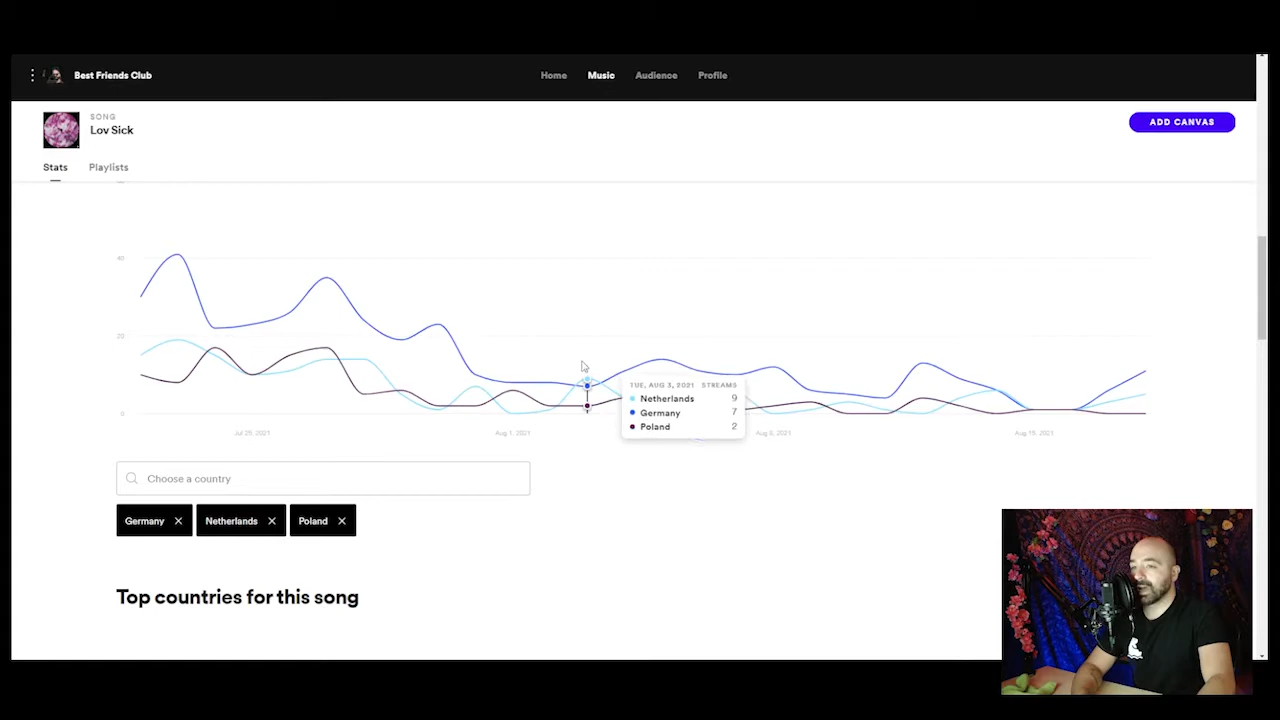 Best Friends Club
Home Music Audience Profile
SONG
Lov Sick
ADD CANVAS
Stats Playlists
40
20
TUE, AUG 3, 2021 STREAMS
Netherlands 9
Germany 7
Poland 2
0
Aug 1, 2021
Choose a country
Germany
Netherlands
Poland
Top countries for this song